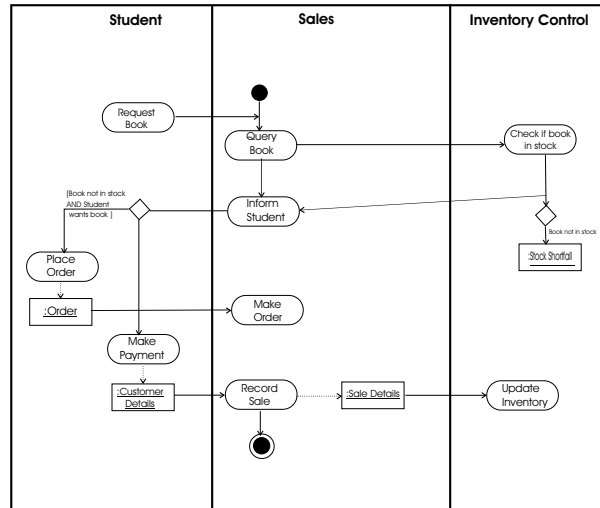 Student
Sales
Inventory Control
Request
Book
Query
Book
Check if book
in stock
[Book not in stock
AND Student
wants book ]
Inform
Student
Book not in stock
Place
Order
:Stock Shortfall
:Order
Make
Order
Make
Payment
:Customer
Details
Record
Sale
:Sale Details
Update
Inventory